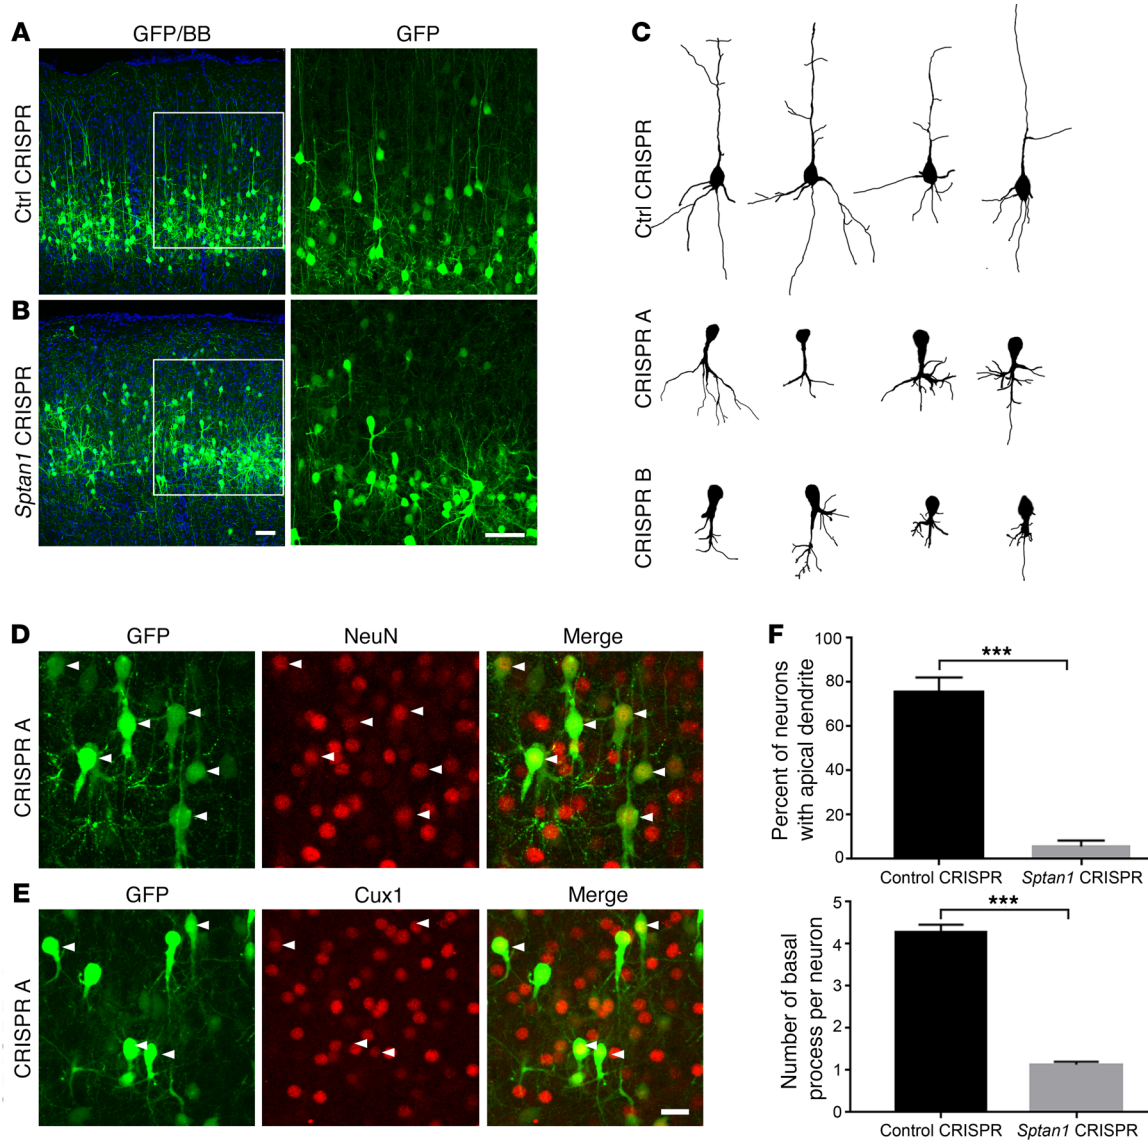 A
GFP/BB
GFP
Ctrl CRISPR
B
Sptan1 CRISPR
C
Ctrl CRISPR
CRISPR A
CRISPR B
D
GFP
NeuN
Merge
CRISPR A
E
GFP
Cux1
Merge
CRISPR A
F
Percent of neurons
with apical dendrite
100
80
60
40
20
0
***
Control CRISPR
Sptan1 CRISPR
Number of basal
process per neuron
5
4
3
2
1
0
***
Control CRISPR
Sptan1 CRISPR